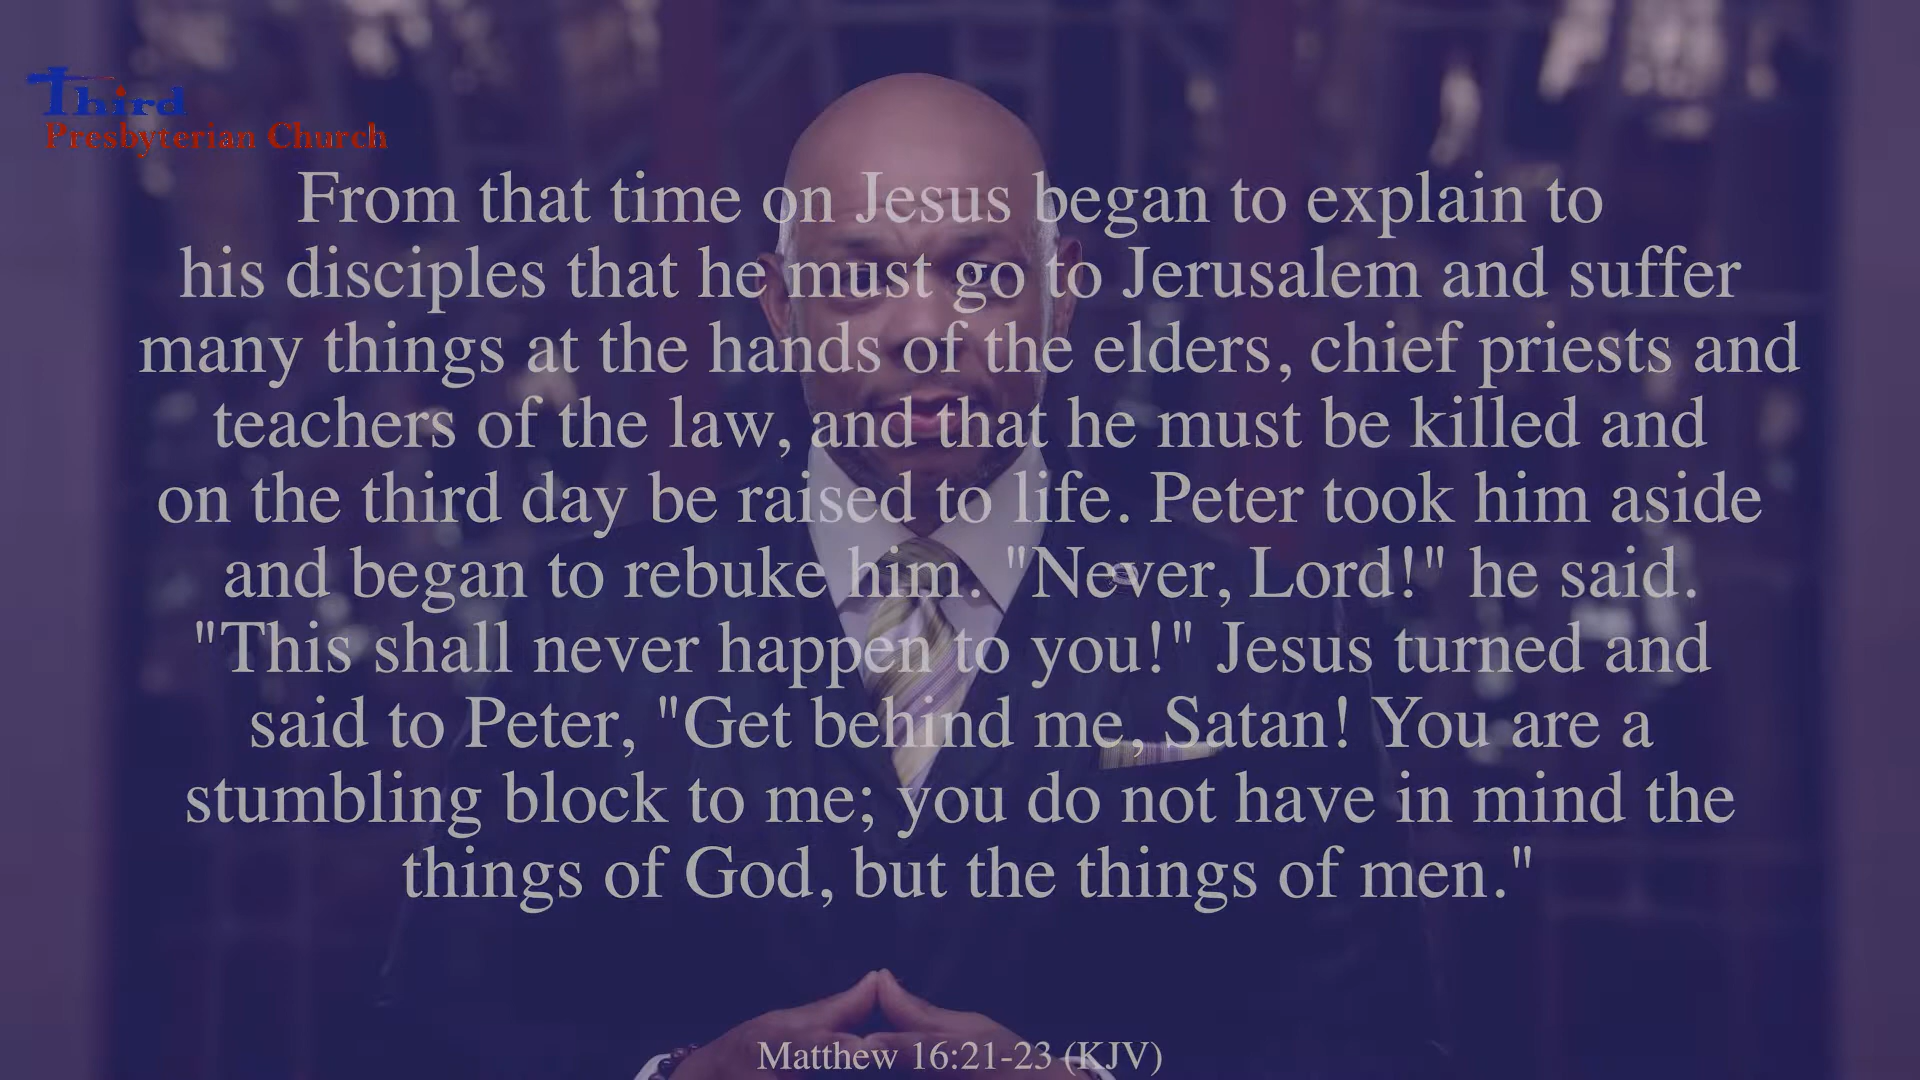 Third
Presbyterian Church
From that time on Jesus began to explain to
his disciples that he must go to Jerusalem and suffer
many things at the hands of the elders, chief priests and
teachers of the law, and that he must be killed and
on the third day be raised to life. Peter took him aside
and began to rebuke him. "Never, Lord!" he said.
"This shall never happen to you!" Jesus turned and
said to Peter, "Get behind me, Satan! You are a
stumbling block to me; you do not have in mind the
things of God, but the things of men."
Matthew 16:21-23 (KJV)